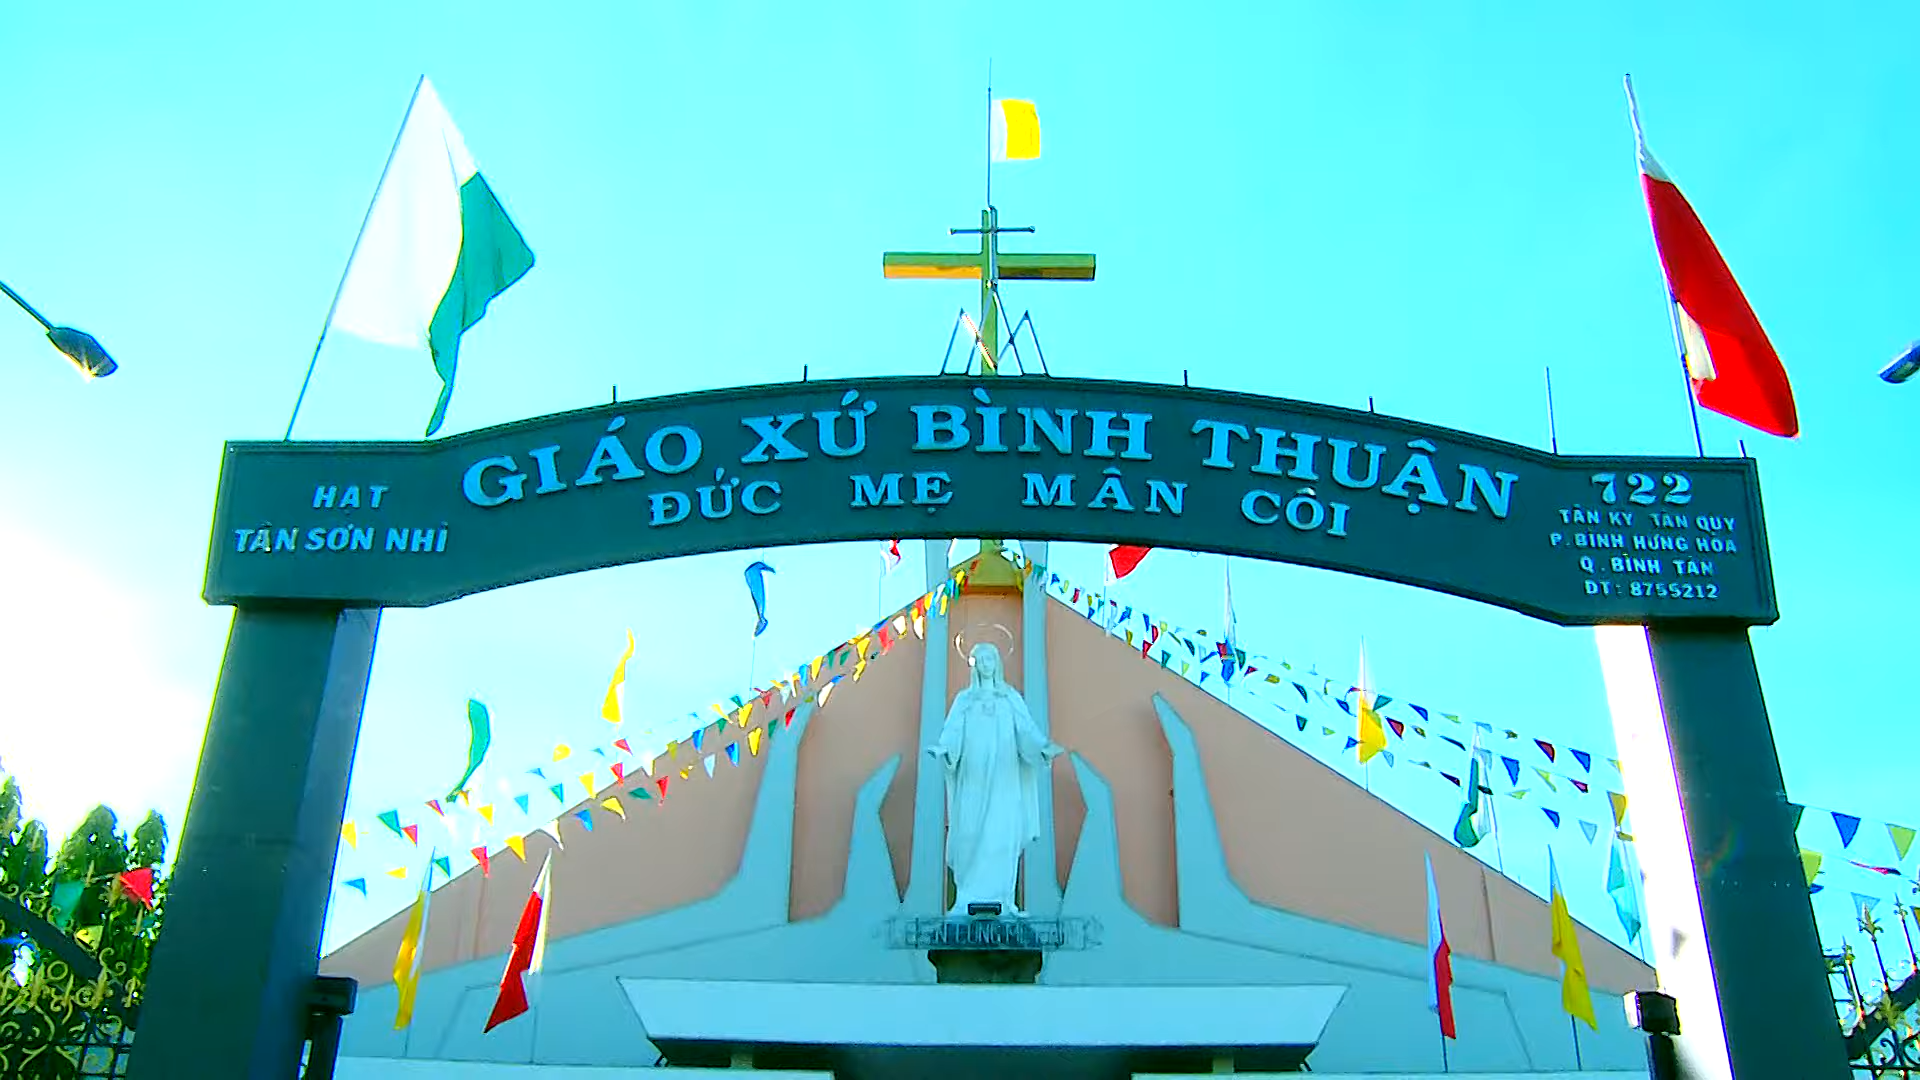 GIÁO XỨ BÌNH THUẬN
ĐỨC MẸ MÂN CÔI
HẠT
TÂN SƠN NHÌ
722
TÂN KỲ TÂN QUÝ
P. BÌNH HƯNG HÒA
Q. BÌNH TÂN
ĐT: 8755212